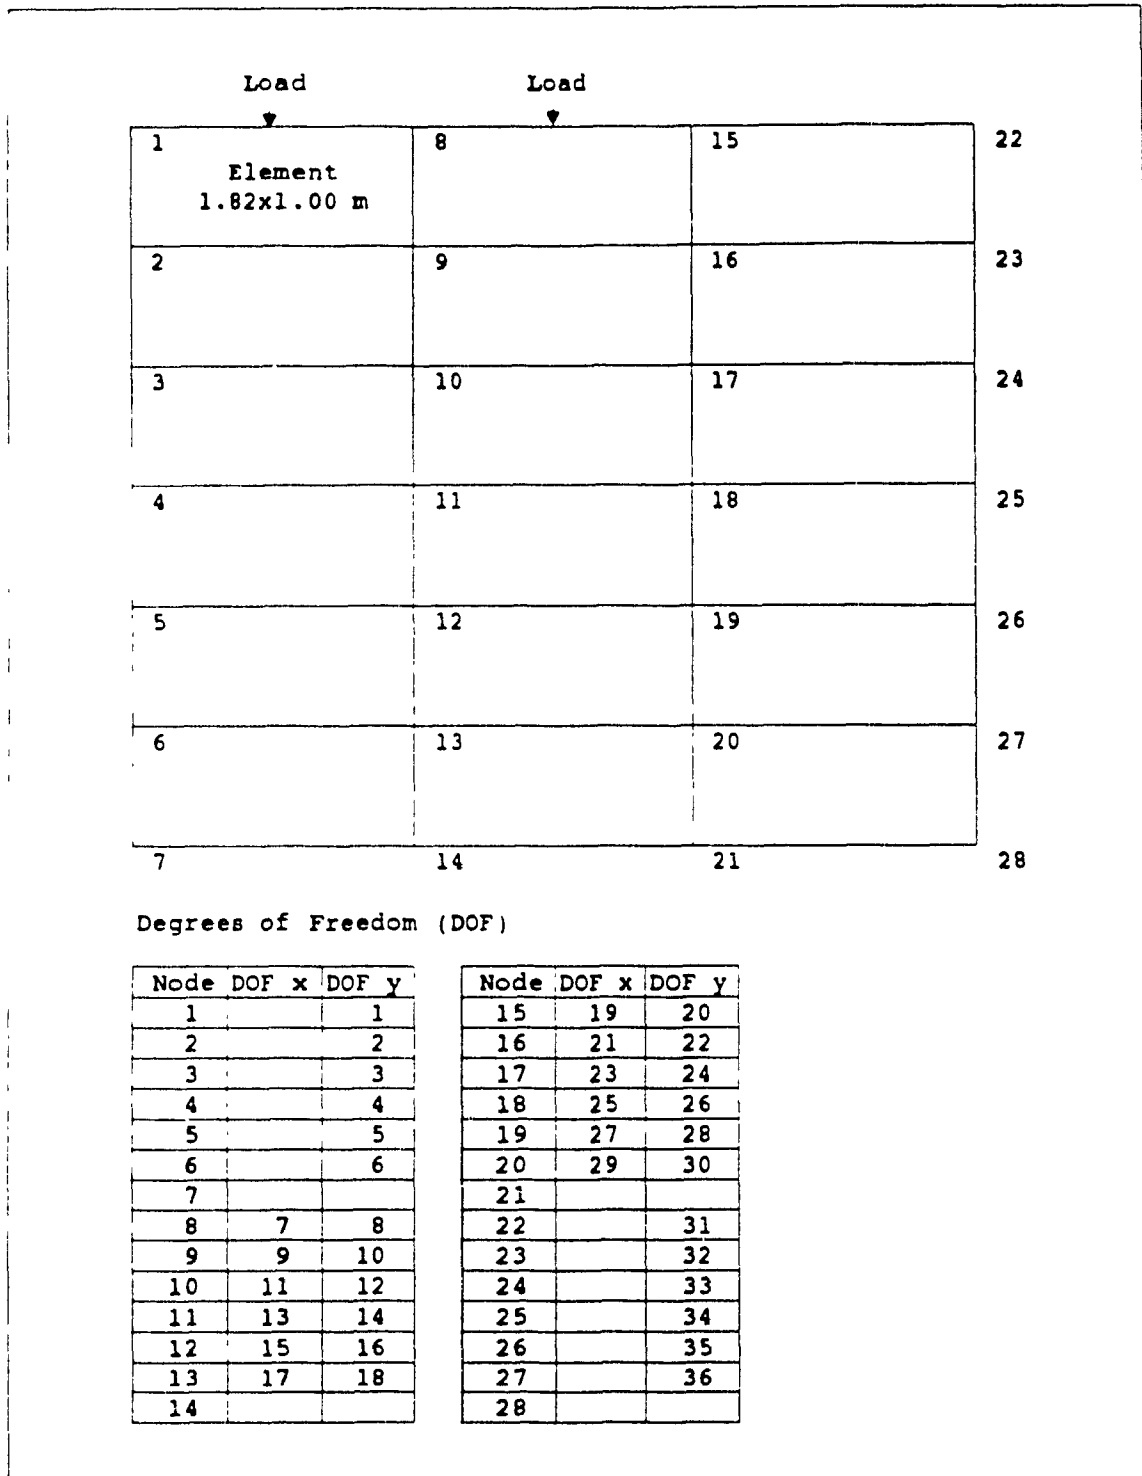 Load Load
1 8 15 22
Element
1.82x1.00 m
2 9 16 23
3 10 17 24
4 11 18 25
5 12 19 26
6 13 20 27
7 14 21 28
Degrees of Freedom (DOF)
Node DOF x DOF y Node DOF x DOF y
1 1 15 19 20
2 2 16 21 22
3 3 17 23 24
4 4 18 25 26
5 5 19 27 28
6 6 20 29 30
7 21
8 7 8 22 31
9 9 10 23 32
10 11 12 24 33
11 13 14 25 34
12 15 16 26 35
13 17 18 27 36
14 28